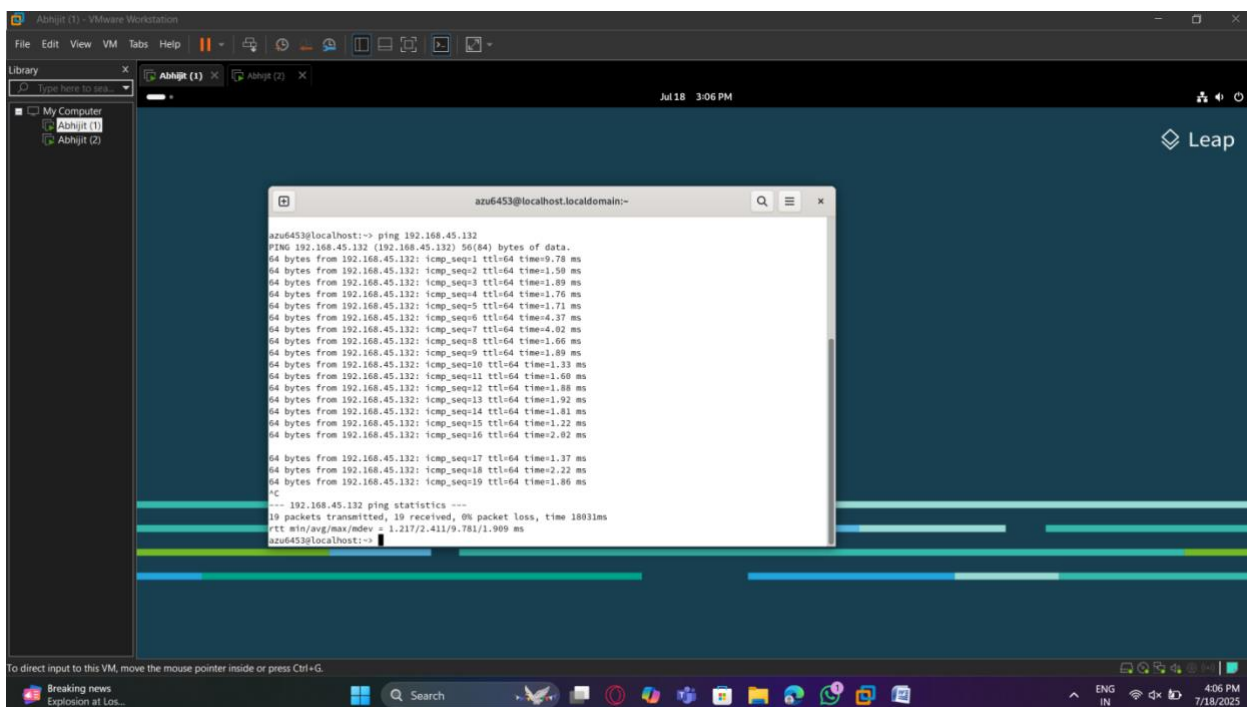 Abhijit (1) - VMware Workstation
File Edit View VM Tabs Help
Library X
Type here to sea...
Abhijit (1) X Abhijit (2) X
My Computer
Abhijit (1)
Abhijit (2)
Jul 18 3:06 PM
Leap
azu6453@localhost.localdomain:~
azu6453@localhost:~> ping 192.168.45.132
PING 192.168.45.132 (192.168.45.132) 56(84) bytes of data.
64 bytes from 192.168.45.132: icmp_seq=1 ttl=64 time=9.78 ms
64 bytes from 192.168.45.132: icmp_seq=2 ttl=64 time=1.50 ms
64 bytes from 192.168.45.132: icmp_seq=3 ttl=64 time=1.89 ms
64 bytes from 192.168.45.132: icmp_seq=4 ttl=64 time=1.76 ms
64 bytes from 192.168.45.132: icmp_seq=5 ttl=64 time=1.71 ms
64 bytes from 192.168.45.132: icmp_seq=6 ttl=64 time=4.37 ms
64 bytes from 192.168.45.132: icmp_seq=7 ttl=64 time=4.02 ms
64 bytes from 192.168.45.132: icmp_seq=8 ttl=64 time=1.66 ms
64 bytes from 192.168.45.132: icmp_seq=9 ttl=64 time=1.89 ms
64 bytes from 192.168.45.132: icmp_seq=10 ttl=64 time=1.33 ms
64 bytes from 192.168.45.132: icmp_seq=11 ttl=64 time=1.60 ms
64 bytes from 192.168.45.132: icmp_seq=12 ttl=64 time=1.88 ms
64 bytes from 192.168.45.132: icmp_seq=13 ttl=64 time=1.92 ms
64 bytes from 192.168.45.132: icmp_seq=14 ttl=64 time=1.81 ms
64 bytes from 192.168.45.132: icmp_seq=15 ttl=64 time=1.22 ms
64 bytes from 192.168.45.132: icmp_seq=16 ttl=64 time=2.02 ms
64 bytes from 192.168.45.132: icmp_seq=17 ttl=64 time=1.37 ms
64 bytes from 192.168.45.132: icmp_seq=18 ttl=64 time=2.22 ms
64 bytes from 192.168.45.132: icmp_seq=19 ttl=64 time=1.86 ms
^C
--- 192.168.45.132 ping statistics ---
19 packets transmitted, 19 received, 0% packet loss, time 18031ms
rtt min/avg/max/mdev = 1.217/2.411/9.781/1.909 ms
azu6453@localhost:~>
To direct input to this VM, move the mouse pointer inside or press Ctrl+G.
Breaking news
Explosion at Los...
Search
ENG
IN
4:06 PM
7/18/2025